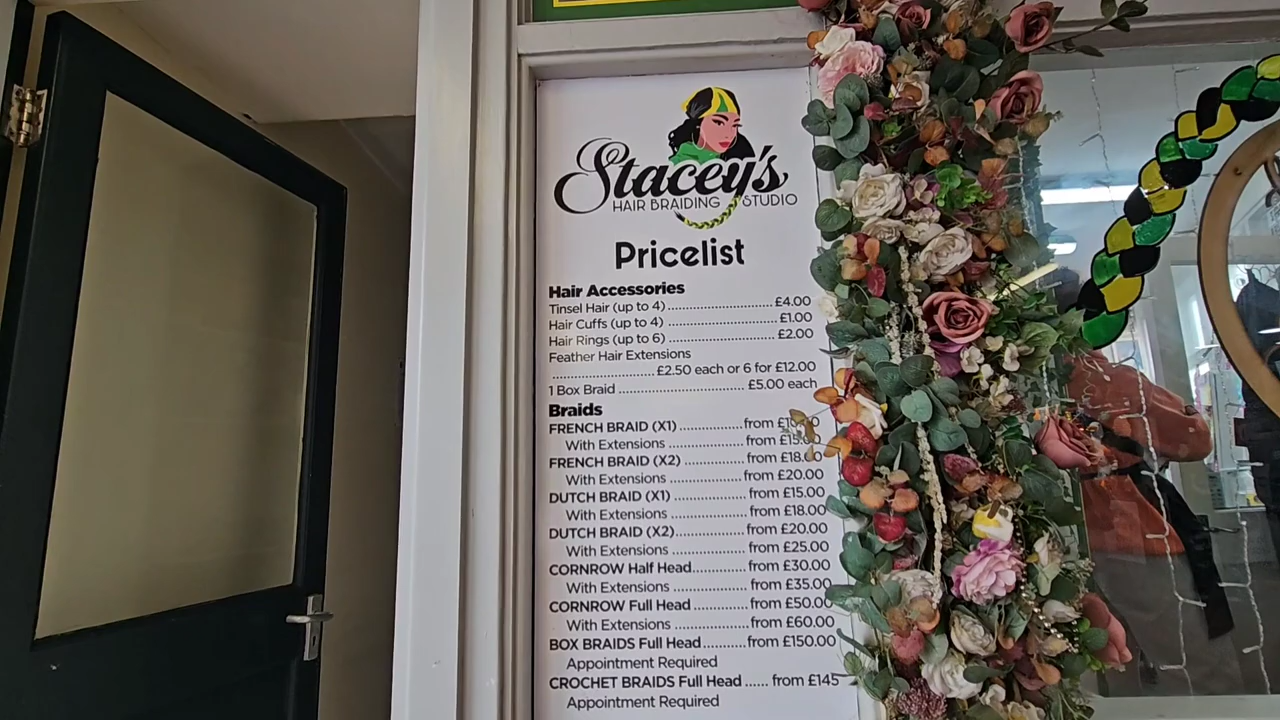 Stacey's
HAIR BRAIDING STUDIO
Pricelist
Hair Accessories
Tinsel Hair (up to 4) ........................... £4.00
Hair Cuffs (up to 4) ............................. £1.00
Hair Rings (up to 6) ............................ £2.00
Feather Hair Extensions
.......................... £2.50 each or 6 for £12.00
1 Box Braid ................................ £5.00 each
Braids
FRENCH BRAID (X1) ................ from
With Extensions .................... from £15.00
FRENCH BRAID (X2) ................ from £18.00
With Extensions .................... from £20.00
DUTCH BRAID (X1) .................. from £15.00
With Extensions .................... from £18.00
DUTCH BRAID (X2) .................. from £20.00
With Extensions .................... from £25.00
CORNROW Half Head ............. from £30.00
With Extensions .................... from £35.00
CORNROW Full Head ............. from £50.00
With Extensions .................... from £60.00
BOX BRAIDS Full Head ........... from £150.00
Appointment Required
CROCHET BRAIDS Full Head ...... from £145
Appointment Required